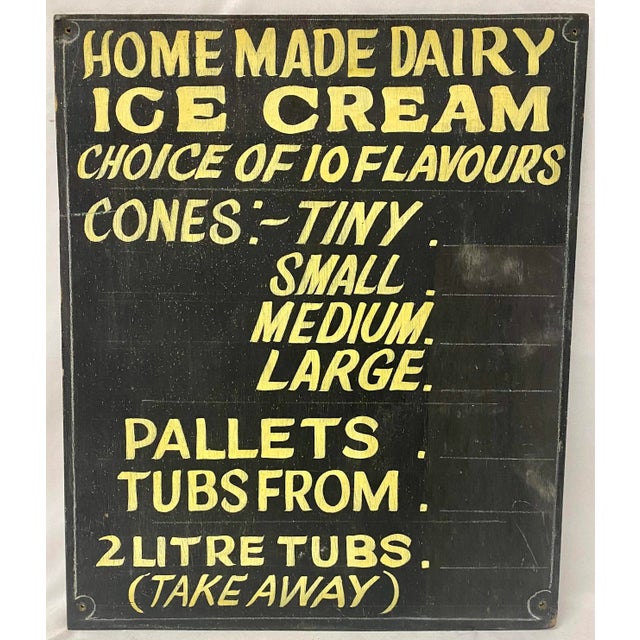 HOME MADE DAIRY
ICE CREAM
CHOICE OF 10 FLAVOURS
CONES:- TINY.
SMALL.
MEDIUM.
LARGE.
PALLETS.
TUBS FROM.
2 LITRE TUBS.
(TAKE AWAY)